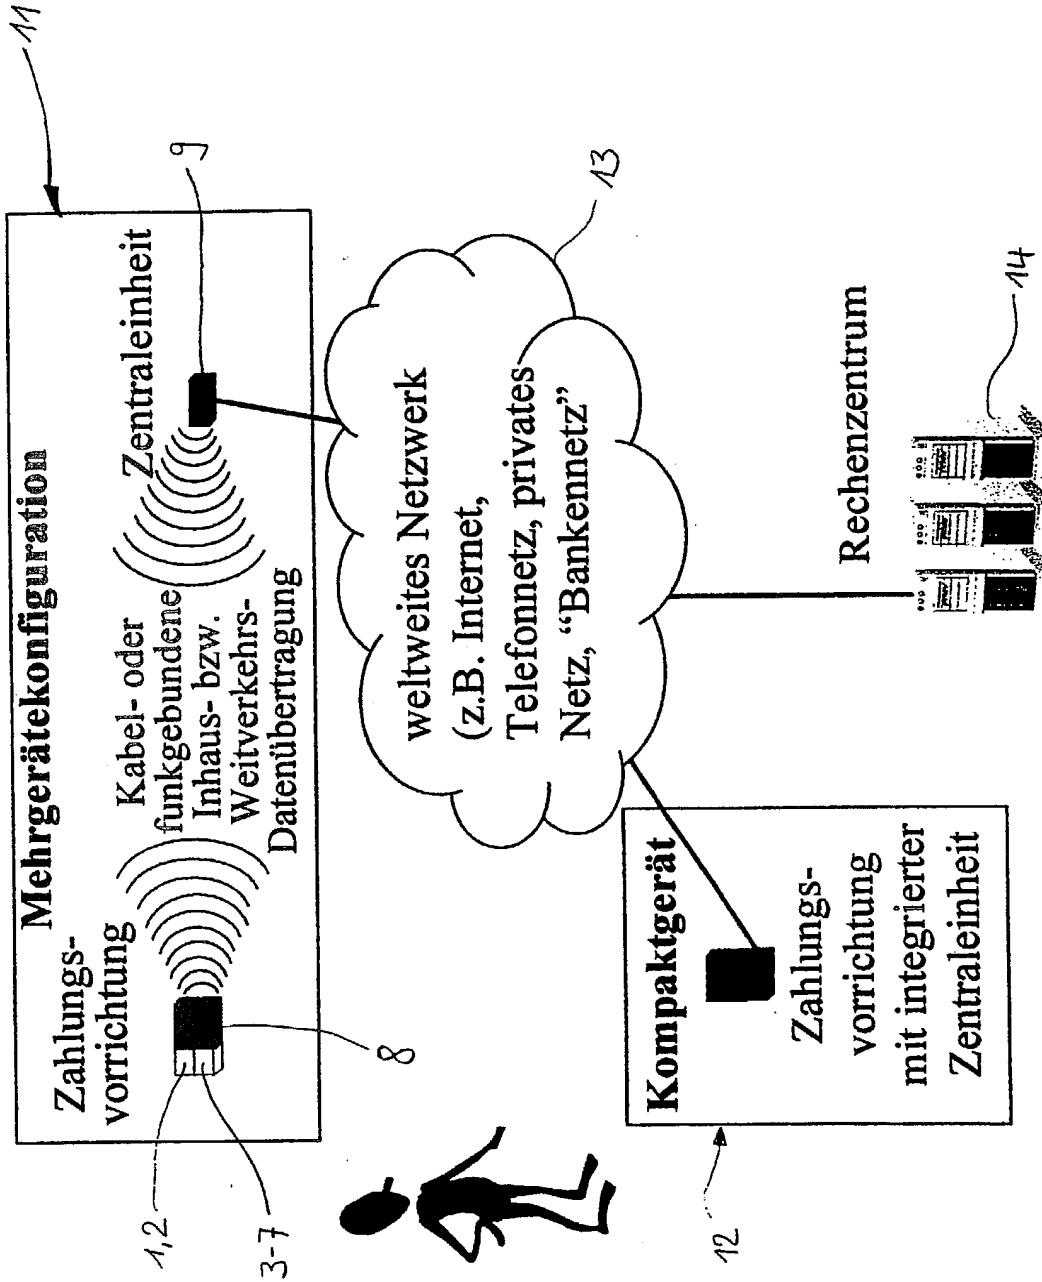 11
Mehrgerätekonfiguration
Zahlungs-
vorrichtung
Zentraleinheit
9
Kabel- oder
funkgebundene
Inhaus- bzw.
Weitverkehrs-
Datenübertragung
1,2
3-7
8
weltweites Netzwerk
(z.B. Internet,
Telefonnetz, privates
Netz, “Bankennetz”
13
Kompaktgerät
Zahlungs-
vorrichtung
mit integrierter
Zentraleinheit
12
Rechenzentrum
14